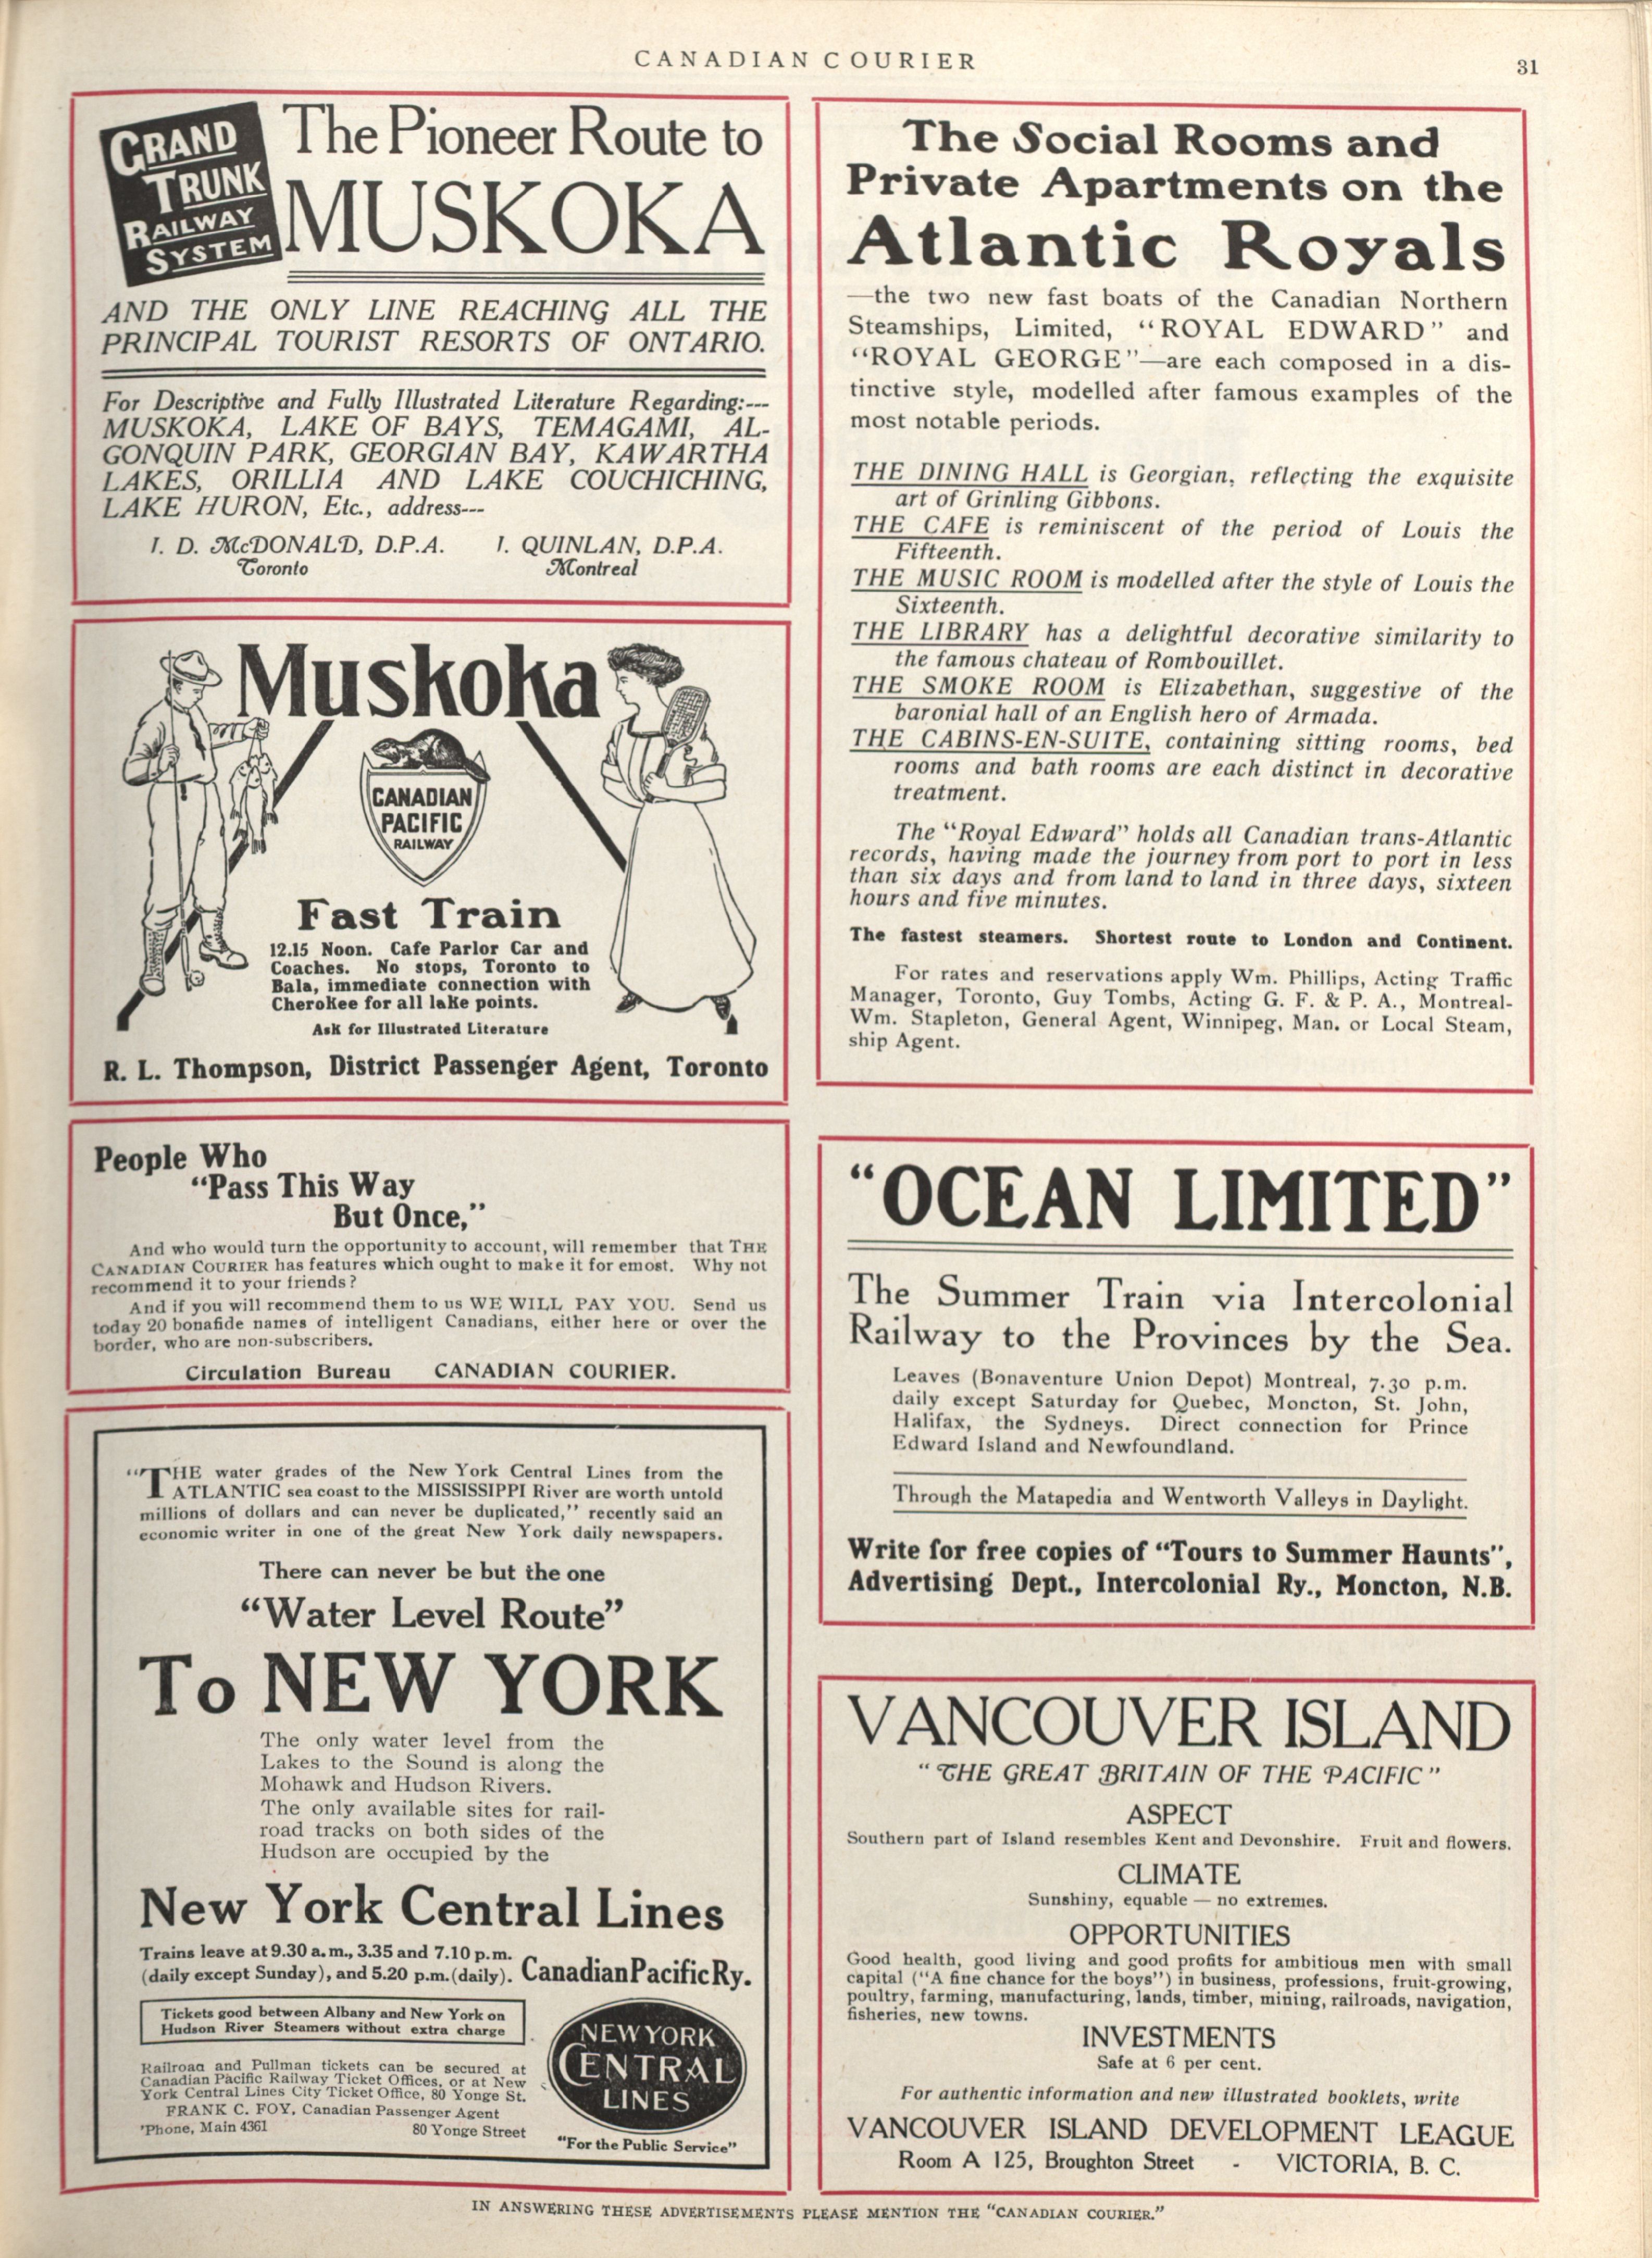 CANADIAN COURIER
31
GRAND
TRUNK
RAILWAY
SYSTEM
The Pioneer Route to
MUSKOKA
AND THE ONLY LINE REACHING ALL THE
PRINCIPAL TOURIST RESORTS OF ONTARIO.
For Descriptive and Fully Illustrated Literature Regarding:---
MUSKOKA, LAKE OF BAYS, TEMAGAMI, AL-
GONQUIN PARK, GEORGIAN BAY, KAWARTHA
LAKES, ORILLIA AND LAKE COUCHICHING,
LAKE HURON, Etc., address---
J. D. McDONALD, D.P.A. J. QUINLAN, D.P.A.
Toronto Montreal
Muskoka
CANADIAN
PACIFIC
RAILWAY
Fast Train
12.15 Noon. Cafe Parlor Car and
Coaches. No stops, Toronto to
Bala, immediate connection with
Cherokee for all lake points.
Ask for Illustrated Literature
R. L. Thompson, District Passenger Agent, Toronto
People Who
"Pass This Way
But Once,"
And who would turn the opportunity to account, will remember that THE
CANADIAN COURIER has features which ought to make it for emost. Why not
recommend it to your friends?
And if you will recommend them to us WE WILL PAY YOU. Send us
today 20 bonafide names of intelligent Canadians, either here or over the
border, who are non-subscribers.
Circulation Bureau CANADIAN COURIER.
"THE water grades of the New York Central Lines from the
ATLANTIC sea coast to the MISSISSIPPI River are worth untold
millions of dollars and can never be duplicated," recently said an
economic writer in one of the great New York daily newspapers.
There can never be but the one
"Water Level Route"
To NEW YORK
The only water level from the
Lakes to the Sound is along the
Mohawk and Hudson Rivers.
The only available sites for rail-
road tracks on both sides of the
Hudson are occupied by the
New York Central Lines
Trains leave at 9.30 a.m., 3.35 and 7.10 p.m.
(daily except Sunday), and 5.20 p.m. (daily). Canadian Pacific Ry.
Tickets good between Albany and New York on
Hudson River Steamers without extra charge
Railroad and Pullman tickets can be secured at
Canadian Pacific Railway Ticket Offices, or at New
York Central Lines City Ticket Office, 80 Yonge St.
FRANK C. FOY, Canadian Passenger Agent
'Phone, Main 4361 80 Yonge Street
NEW YORK
CENTRAL
LINES
"For the Public Service"
The Social Rooms and
Private Apartments on the
Atlantic Royals
—the two new fast boats of the Canadian Northern
Steamships, Limited, "ROYAL EDWARD" and
"ROYAL GEORGE"—are each composed in a dis-
tinctive style, modelled after famous examples of the
most notable periods.
THE DINING HALL is Georgian, reflecting the exquisite
art of Grinling Gibbons.
THE CAFE is reminiscent of the period of Louis the
Fifteenth.
THE MUSIC ROOM is modelled after the style of Louis the
Sixteenth.
THE LIBRARY has a delightful decorative similarity to
the famous chateau of Rombouillet.
THE SMOKE ROOM is Elizabethan, suggestive of the
baronial hall of an English hero of Armada.
THE CABINS-EN-SUITE, containing sitting rooms, bed
rooms and bath rooms are each distinct in decorative
treatment.
The "Royal Edward" holds all Canadian trans-Atlantic
records, having made the journey from port to port in less
than six days and from land to land in three days, sixteen
hours and five minutes.
The fastest steamers. Shortest route to London and Continent.
For rates and reservations apply Wm. Phillips, Acting Traffic
Manager, Toronto, Guy Tombs, Acting G. F. & P. A., Montreal-
Wm. Stapleton, General Agent, Winnipeg, Man. or Local Steam,
ship Agent.
"OCEAN LIMITED"
The Summer Train via Intercolonial
Railway to the Provinces by the Sea.
Leaves (Bonaventure Union Depot) Montreal, 7.30 p.m.
daily except Saturday for Quebec, Moncton, St. John,
Halifax, the Sydneys. Direct connection for Prince
Edward Island and Newfoundland.
Through the Matapedia and Wentworth Valleys in Daylight.
Write for free copies of "Tours to Summer Haunts",
Advertising Dept., Intercolonial Ry., Moncton, N.B.
VANCOUVER ISLAND
"THE GREAT BRITAIN OF THE PACIFIC"
ASPECT
Southern part of Island resembles Kent and Devonshire. Fruit and flowers.
CLIMATE
Sunshiny, equable — no extremes.
OPPORTUNITIES
Good health, good living and good profits for ambitious men with small
capital ("A fine chance for the boys") in business, professions, fruit-growing,
poultry, farming, manufacturing, lands, timber, mining, railroads, navigation,
fisheries, new towns.
INVESTMENTS
Safe at 6 per cent.
For authentic information and new illustrated booklets, write
VANCOUVER ISLAND DEVELOPMENT LEAGUE
Room A 125, Broughton Street - VICTORIA, B. C.
IN ANSWERING THESE ADVERTISEMENTS PLEASE MENTION THE "CANADIAN COURIER."